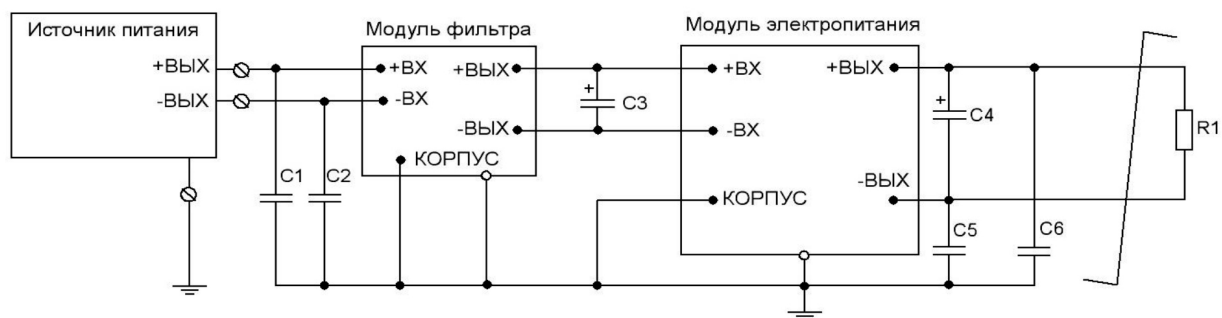 Источник питания
+ВЫХ
-ВЫХ
Модуль фильтра
+ВХ
-ВХ
+ВЫХ
-ВЫХ
КОРПУС
C1
C2
+
C3
Модуль электропитания
+ВХ
-ВХ
КОРПУС
+ВЫХ
-ВЫХ
+
C4
C5
C6
R1